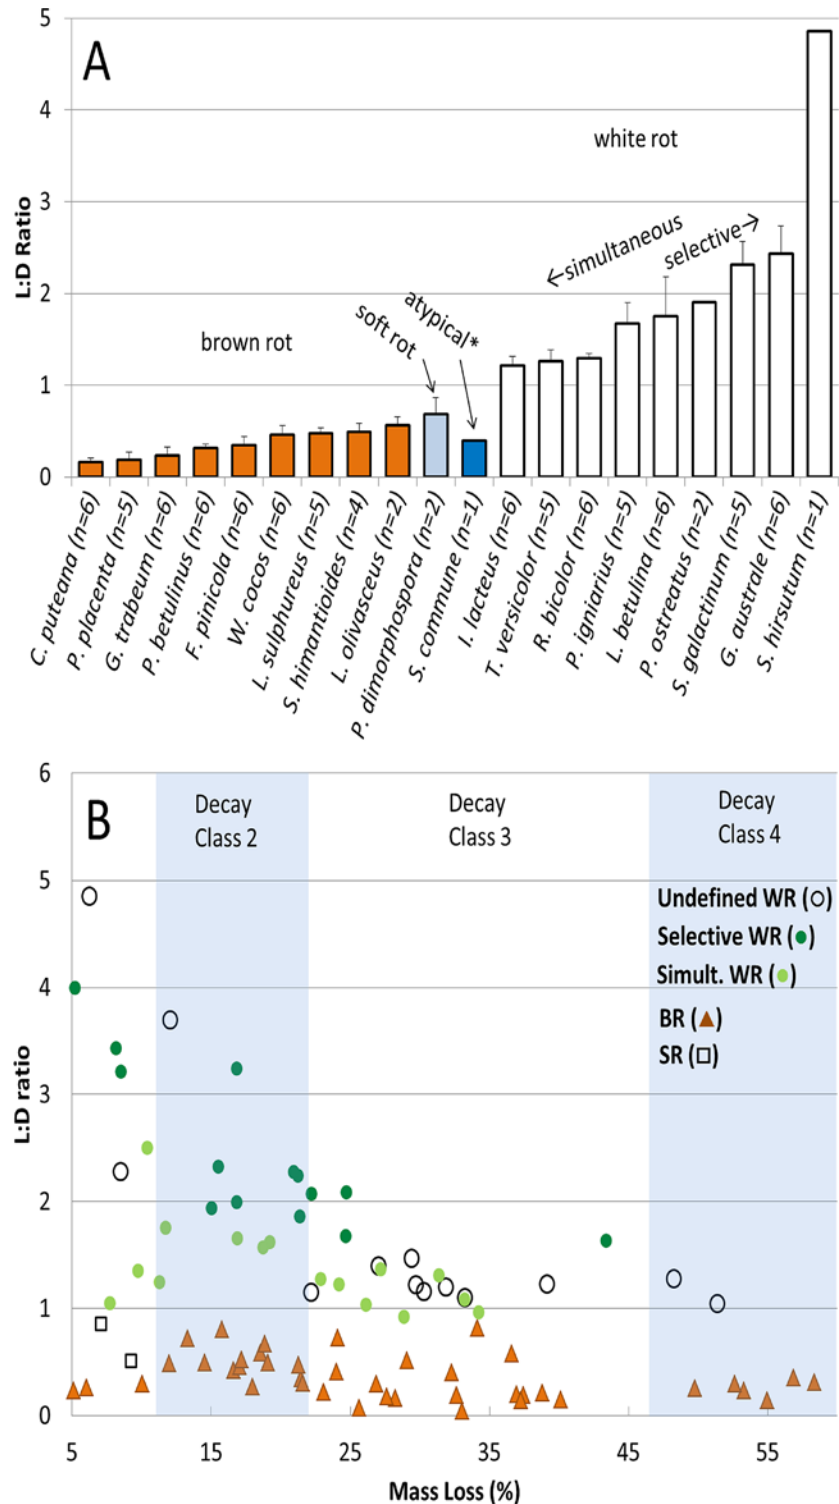 A
5
4
3
2
1
0
L:D Ratio
white rot
←simultaneous
selective→
atypical*
soft rot
brown rot
C. puteana (n=6)
P. placenta (n=5)
G. trabeum (n=6)
P. betulinus (n=6)
F. pinicola (n=6)
W. cocos (n=6)
L. sulphureus (n=5)
S. himantioides (n=4)
L. olivasceus (n=2)
P. dimorphospora (n=2)
S. commune (n=1)
I. lacteus (n=6)
T. versicolor (n=5)
R. bicolor (n=6)
P. igniarius (n=5)
L. betulina (n=6)
P. ostreatus (n=2)
S. galactinum (n=5)
G. australe (n=6)
S. hirsutum (n=1)
B
6
5
4
3
2
1
0
L:D ratio
Decay
Class 2
Decay
Class 3
Decay
Class 4
Undefined WR (○)
Selective WR (●)
Simult. WR (●)
BR (▲)
SR (□)
5 15 25 35 45 55
Mass Loss (%)